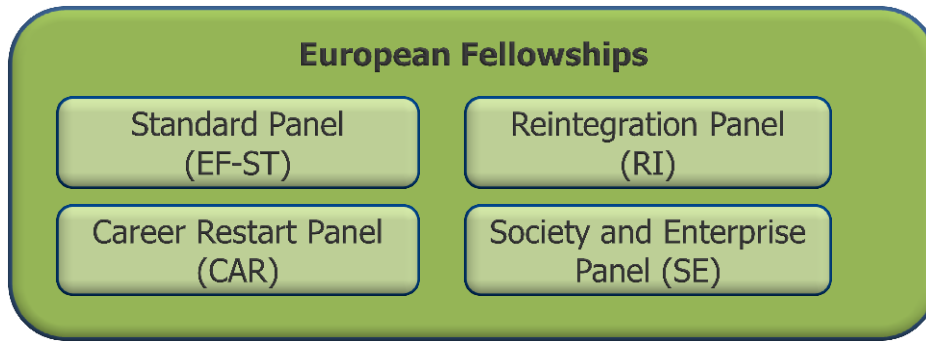 European Fellowships
Standard Panel
(EF-ST)
Reintegration Panel
(RI)
Career Restart Panel
(CAR)
Society and Enterprise
Panel (SE)